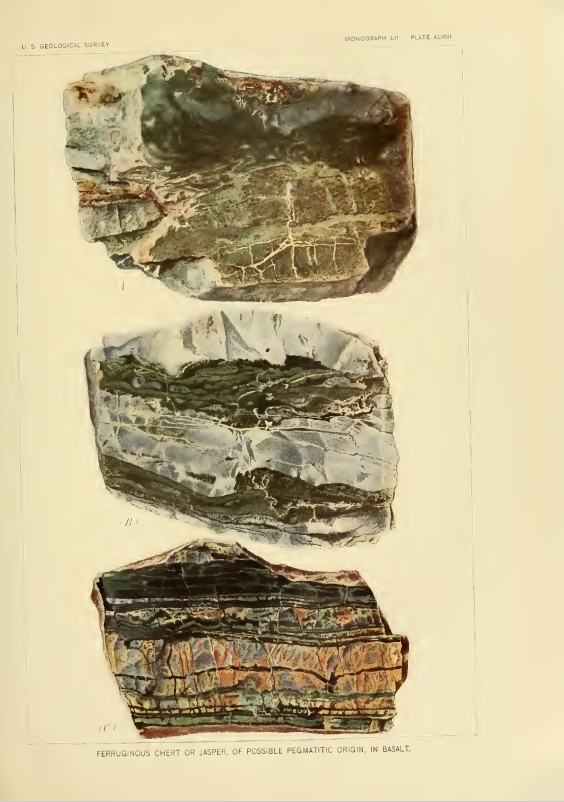 U. S. GEOLOGICAL SURVEY
MONOGRAPH LII PLATE XLVIII
(B)
(C)
FERRUGINOUS CHERT OR JASPER, OF POSSIBLE PEGMATITIC ORIGIN, IN BASALT.